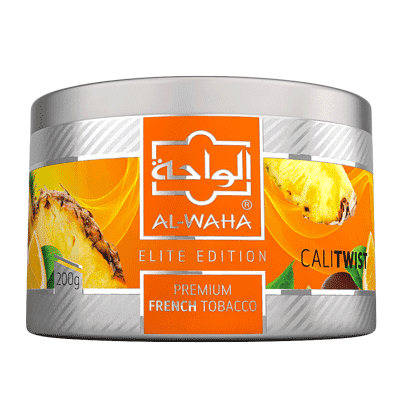 الواحة
®
AL-WAHA
ELITE EDITION
PREMIUM
FRENCH TOBACCO
200g
CALITWIST